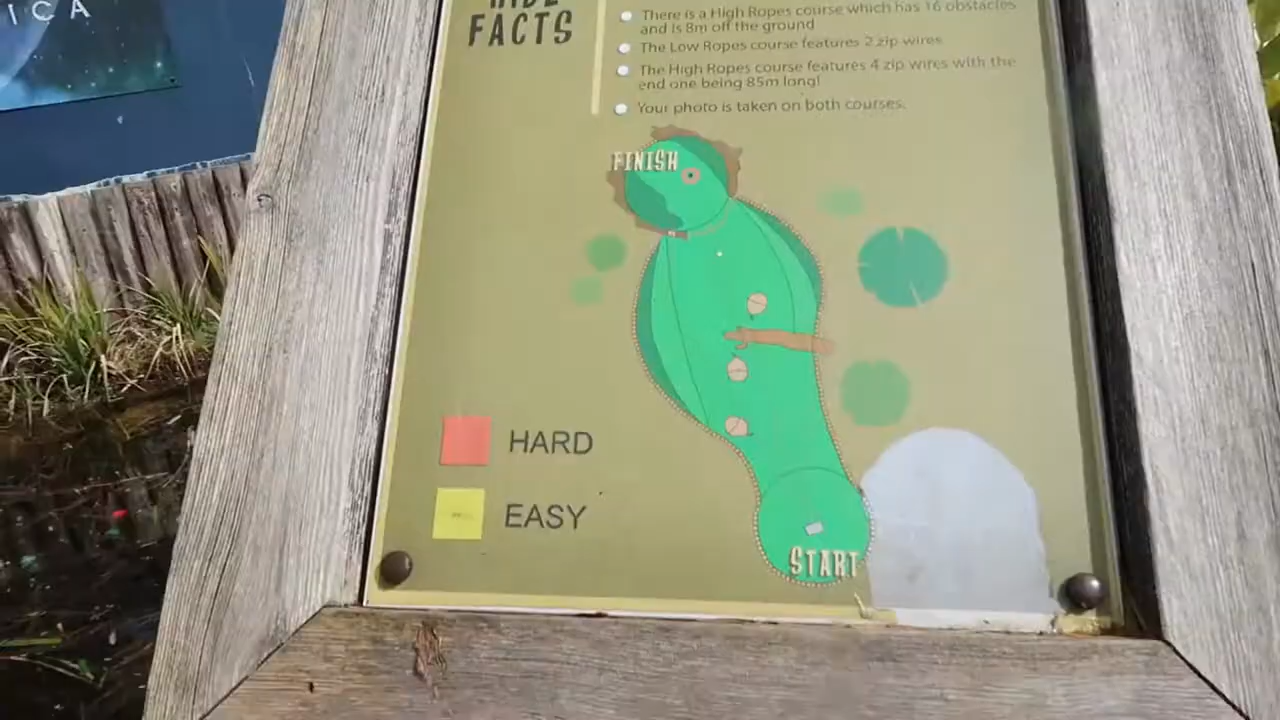 ICA
RIDE
FACTS
There is a High Ropes course which has 16 obstacles
and is 8m off the ground
The Low Ropes course features 2 zip wires
The High Ropes course features 4 zip wires with the
end one being 85m long!
Your photo is taken on both courses.
FINISH
HARD
EASY
START